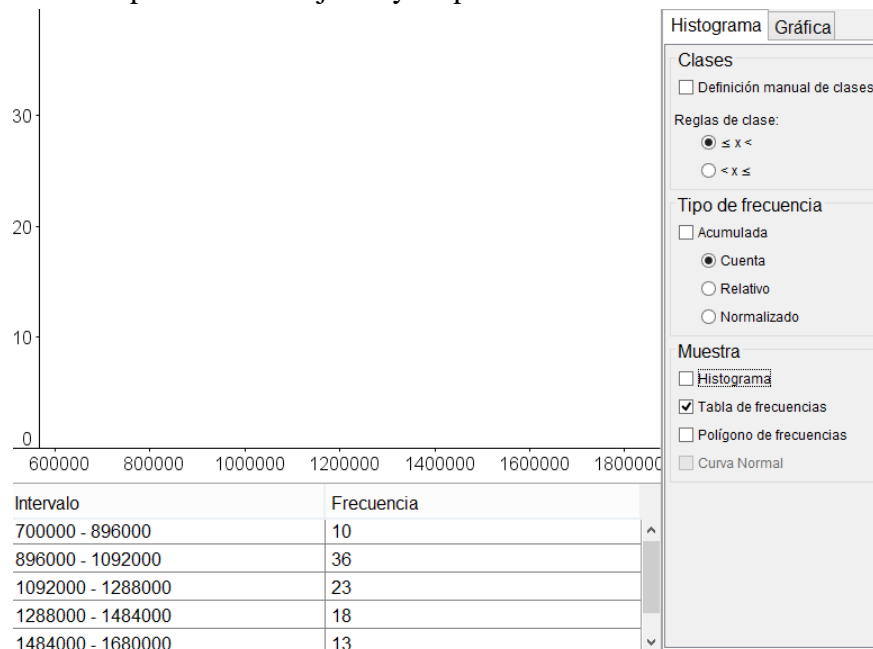 Histograma Gráfica
Clases
Definición manual de clases
Reglas de clase:
≤ x <
< x ≤
Tipo de frecuencia
Acumulada
Cuenta
Relativo
Normalizado
Muestra
Histograma
Tabla de frecuencias
Polígono de frecuencias
Curva Normal
30
20
10
0
600000 800000 1000000 1200000 1400000 1600000 1800000
Intervalo Frecuencia
700000 - 896000 10
896000 - 1092000 36
1092000 - 1288000 23
1288000 - 1484000 18
1484000 - 1680000 13